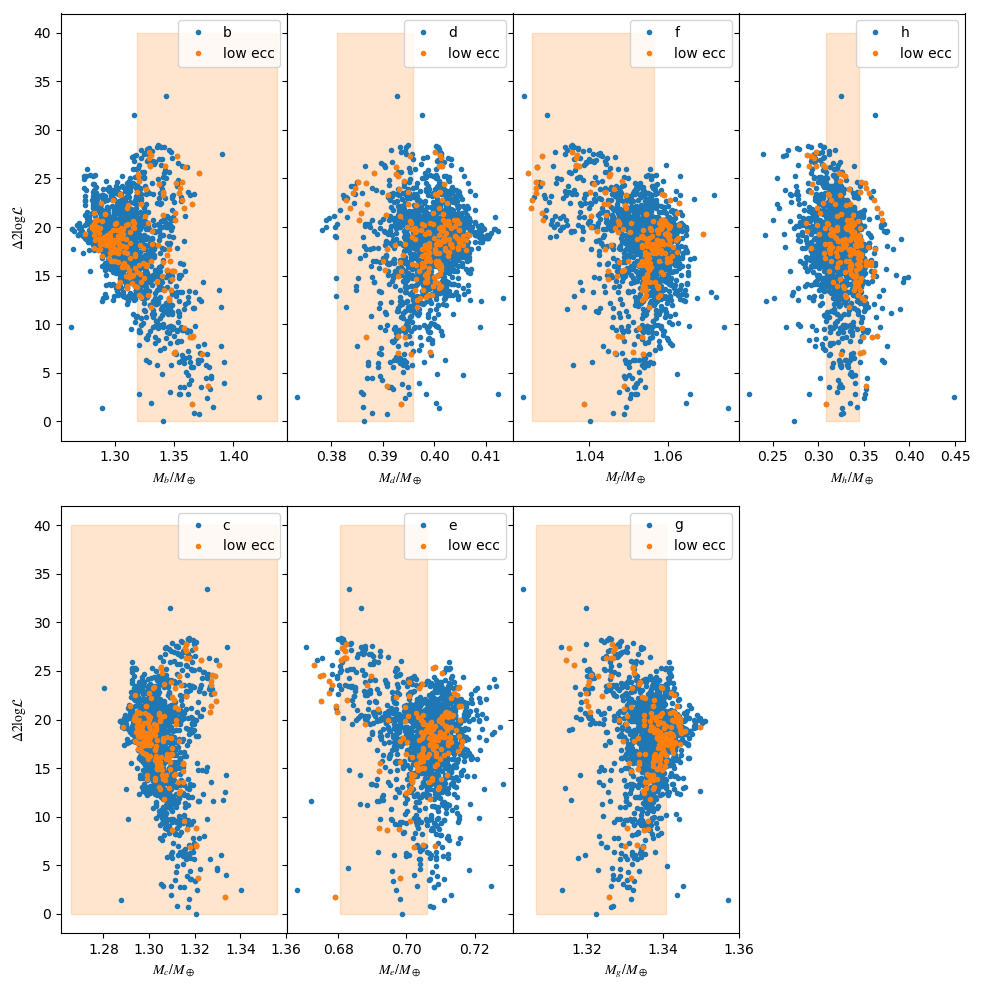 b
low ecc
d
low ecc
f
low ecc
h
low ecc
40
35
30
25
20
15
10
5
0
Δ2logℒ
1.30 1.35 1.40
0.38 0.39 0.40 0.41
1.04 1.06
0.25 0.30 0.35 0.40 0.45
M_b/M_⊕
M_d/M_⊕
M_f/M_⊕
M_h/M_⊕
c
low ecc
e
low ecc
g
low ecc
40
35
30
25
20
15
10
5
0
Δ2logℒ
1.28 1.30 1.32 1.34 1.36
0.68 0.70 0.72
1.32 1.34 1.36
M_c/M_⊕
M_e/M_⊕
M_g/M_⊕